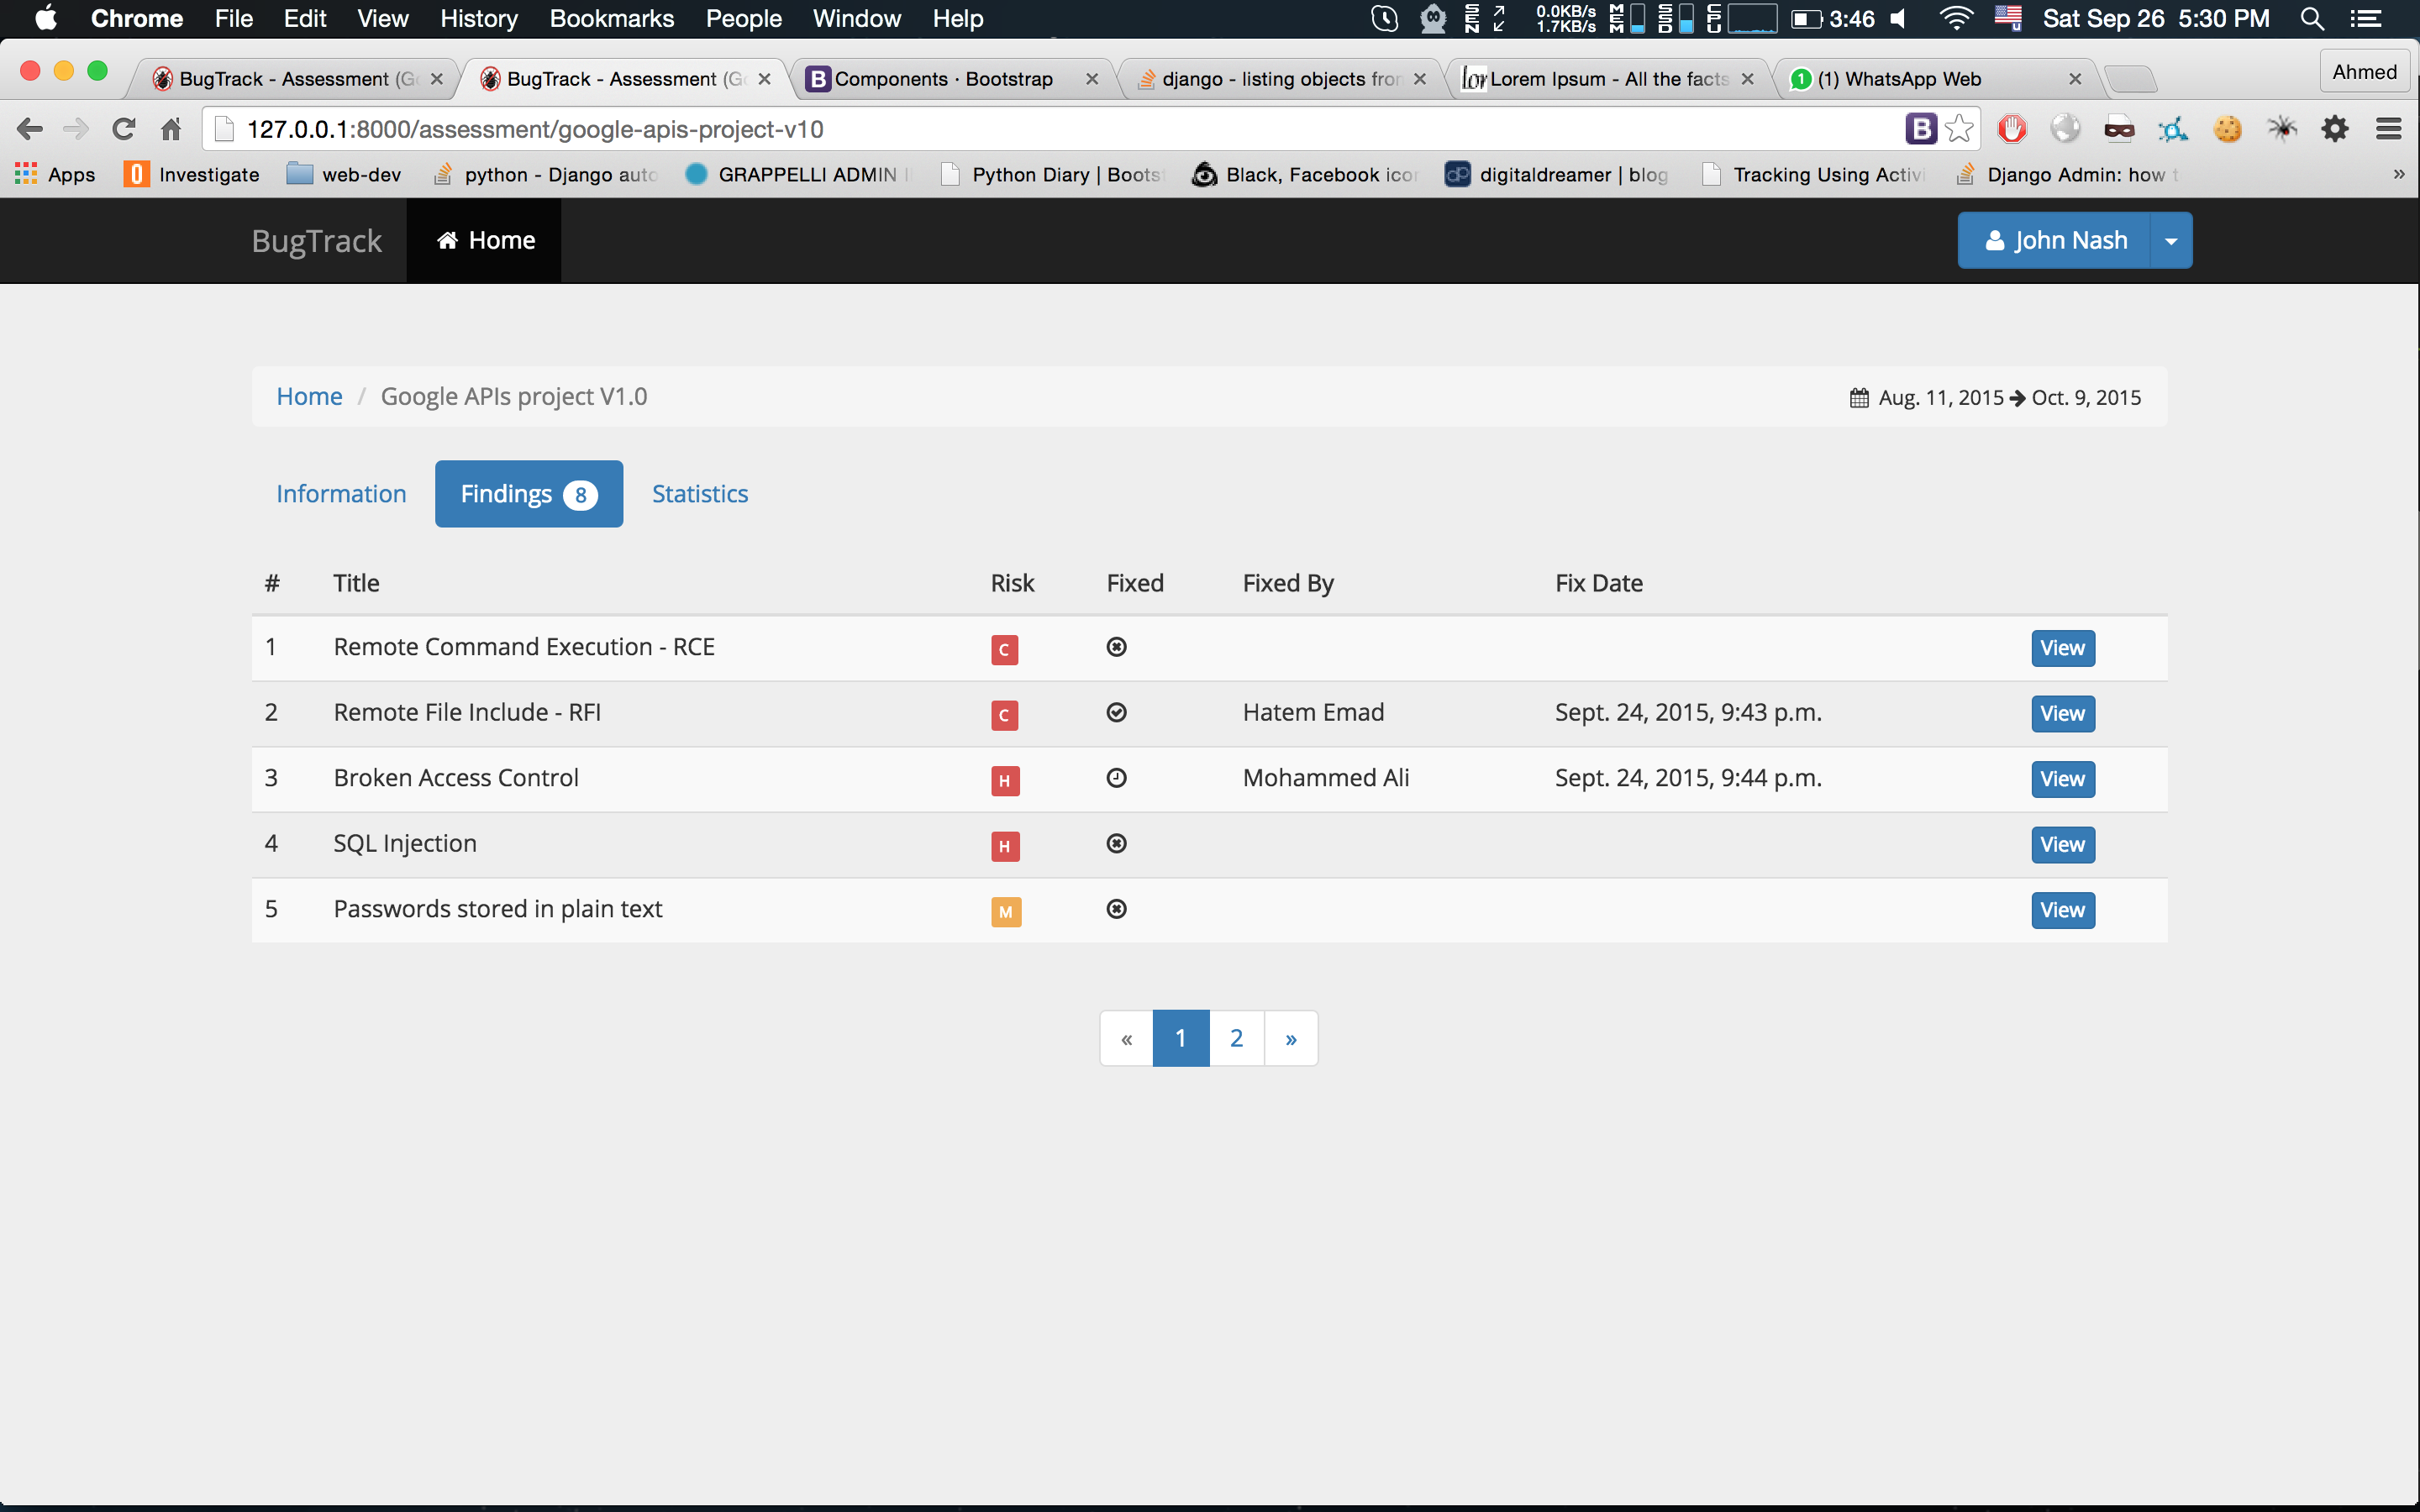 Chrome File Edit View History Bookmarks People Window Help SEN 0.0KB/s 1.7KB/s MEM SSD CPU 3:46 Sat Sep 26 5:30 PM
BugTrack - Assessment (G BugTrack - Assessment (G Components · Bootstrap django - listing objects fro Lorem Ipsum - All the facts (1) WhatsApp Web Ahmed
127.0.0.1:8000/assessment/google-apis-project-v10
Apps Investigate web-dev python - Django auto GRAPPELLI ADMIN Python Diary | Boots Black, Facebook ico digitaldreamer | blog Tracking Using Activ Django Admin: how t »
BugTrack Home John Nash
Home / Google APIs project V1.0 Aug. 11, 2015 → Oct. 9, 2015
Information Findings 8 Statistics
# Title Risk Fixed Fixed By Fix Date
1 Remote Command Execution - RCE C View
2 Remote File Include - RFI C Hatem Emad Sept. 24, 2015, 9:43 p.m. View
3 Broken Access Control H Mohammed Ali Sept. 24, 2015, 9:44 p.m. View
4 SQL Injection H View
5 Passwords stored in plain text M View
« 1 2 »